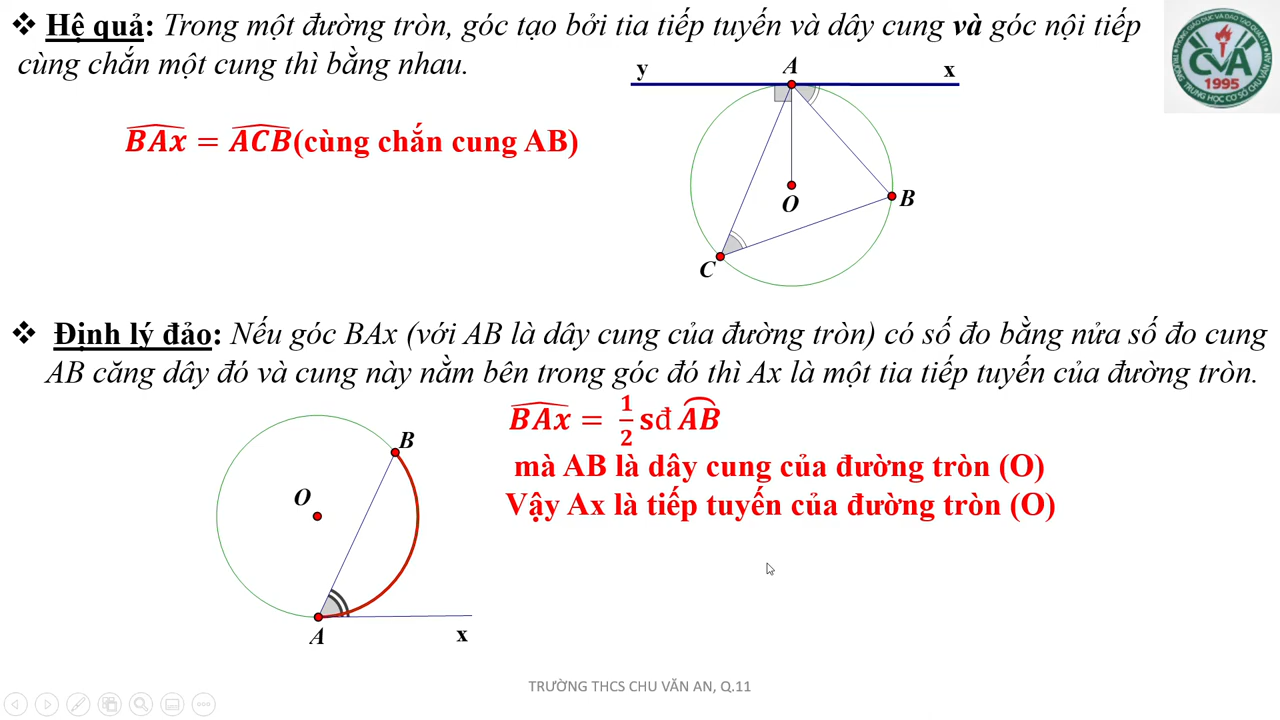 ❖ Hệ quả: Trong một đường tròn, góc tạo bởi tia tiếp tuyến và dây cung và góc nội tiếp
cùng chắn một cung thì bằng nhau.
y A x
BAx = ACB(cùng chắn cung AB)
O
B
C
CVA
1995
❖ Định lý đảo: Nếu góc BAx (với AB là dây cung của đường tròn) có số đo bằng nửa số đo cung
AB căng dây đó và cung này nằm bên trong góc đó thì Ax là một tia tiếp tuyến của đường tròn.
BAx = 1/2 sđ AB
mà AB là dây cung của đường tròn (O)
Vậy Ax là tiếp tuyến của đường tròn (O)
B
O
A
x
TRƯỜNG THCS CHU VĂN AN, Q.11